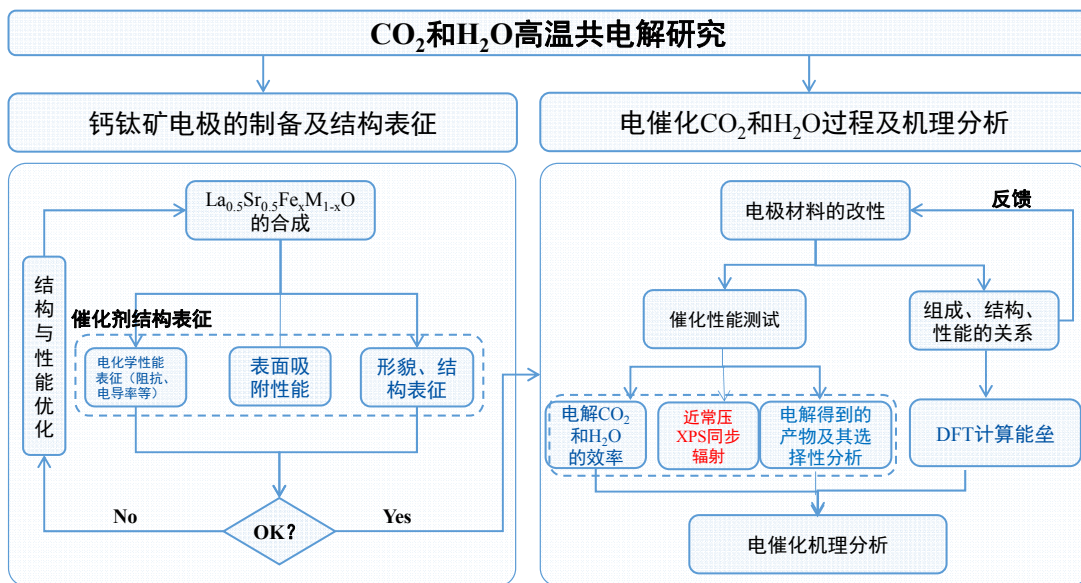 CO₂和H₂O高温共电解研究
钙钛矿电极的制备及结构表征
La₀.₅Sr₀.₅FeₓM₁₋ₓO
的合成
结构与性能优化
催化剂结构表征
电化学性能
表征（阻抗、
电导率等）
表面吸
附性能
形貌、结
构表征
No
OK?
Yes
电催化CO₂和H₂O过程及机理分析
电极材料的改性
反馈
催化性能测试
组成、结构、
性能的关系
电解CO₂
和H₂O
的效率
近常压
XPS同步
辐射
电解得到的
产物及其选
择性分析
DFT计算能垒
电催化机理分析